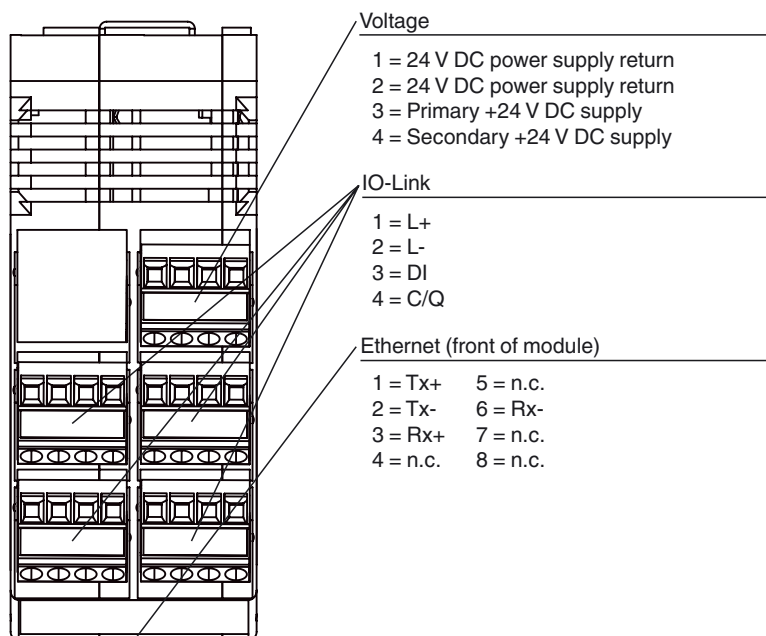 Voltage
1 = 24 V DC power supply return
2 = 24 V DC power supply return
3 = Primary +24 V DC supply
4 = Secondary +24 V DC supply
IO-Link
1 = L+
2 = L-
3 = DI
4 = C/Q
Ethernet (front of module)
1 = Tx+ 5 = n.c.
2 = Tx- 6 = Rx-
3 = Rx+ 7 = n.c.
4 = n.c. 8 = n.c.